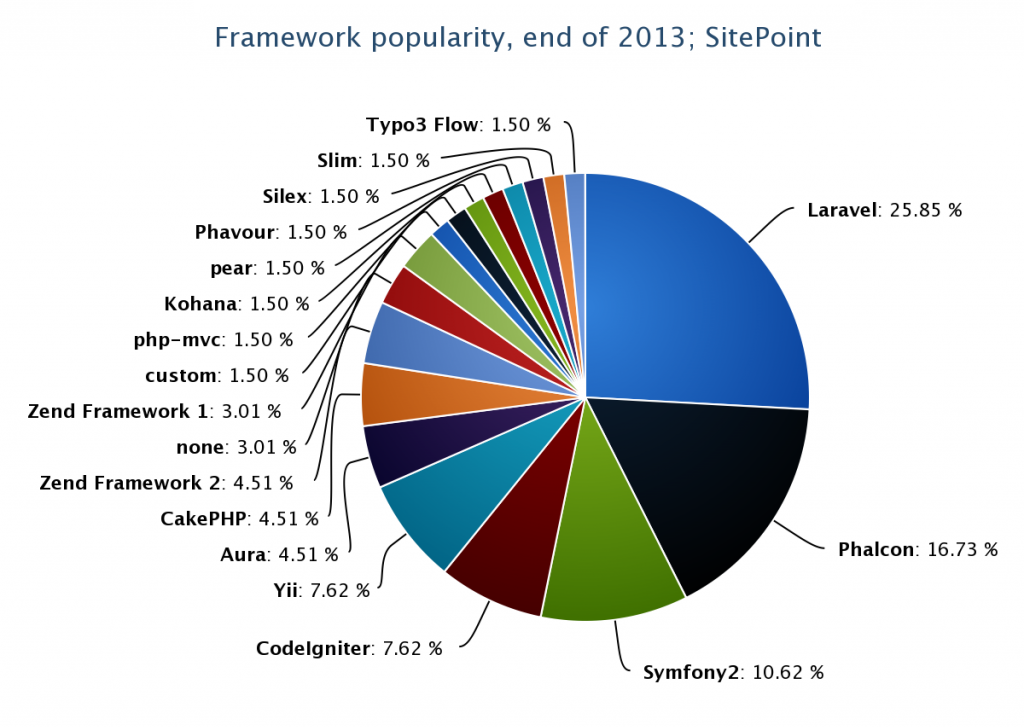 Framework popularity, end of 2013; SitePoint
Typo3 Flow: 1.50 %
Slim: 1.50 %
Silex: 1.50 %
Laravel: 25.85 %
Phavour: 1.50 %
pear: 1.50 %
Kohana: 1.50 %
php-mvc: 1.50 %
custom: 1.50 %
Zend Framework 1: 3.01 %
none: 3.01 %
Zend Framework 2: 4.51 %
CakePHP: 4.51 %
Phalcon: 16.73 %
Aura: 4.51 %
Yii: 7.62 %
CodeIgniter: 7.62 %
Symfony2: 10.62 %